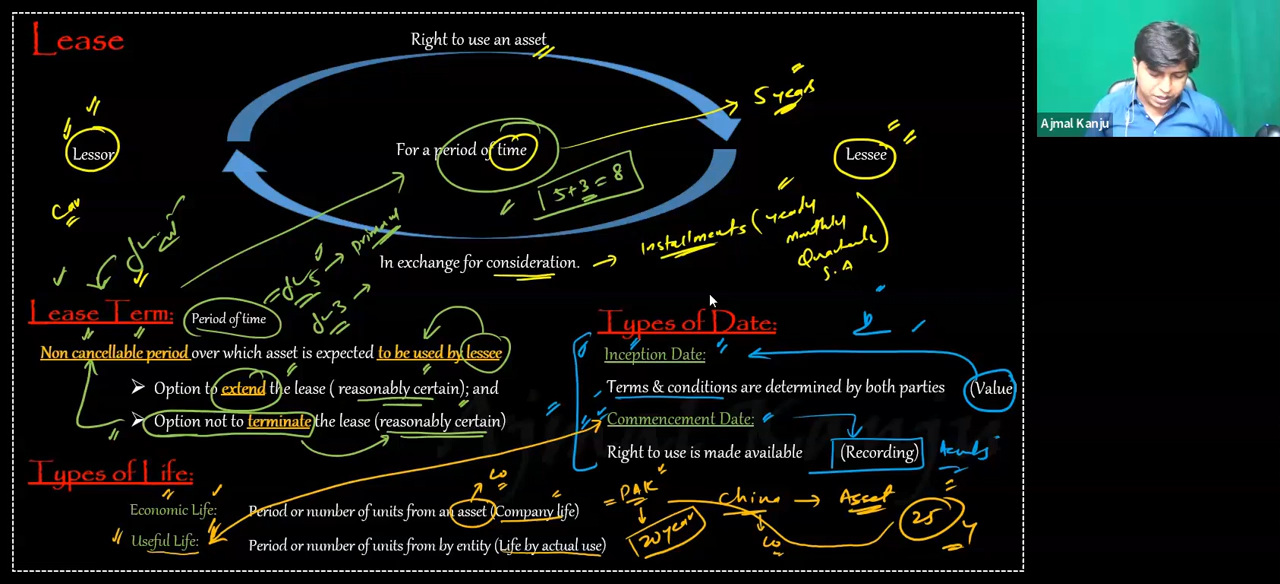 Lease
Right to use an asset
5 years
Ajmal Kanju
Lessor
For a period of time
Lessee
5+3=8
Car
In exchange for consideration.
Installments (yearly
Monthly
S.A
Lease Term:
Period of time
Types of Date:
Non cancellable period over which asset is expected to be used by lessee
Inception Date:
➢ Option to extend the lease ( reasonably certain); and
Terms & conditions are determined by both parties (Value
➢ Option not to terminate the lease (reasonably certain)
Commencement Date:
Right to use is made available (Recording)
Types of Life:
PAK China → Asset 25 y
Economic Life: Period or number of units from an asset (Company life)
20 year
Useful Life: Period or number of units from by entity (Life by actual use)